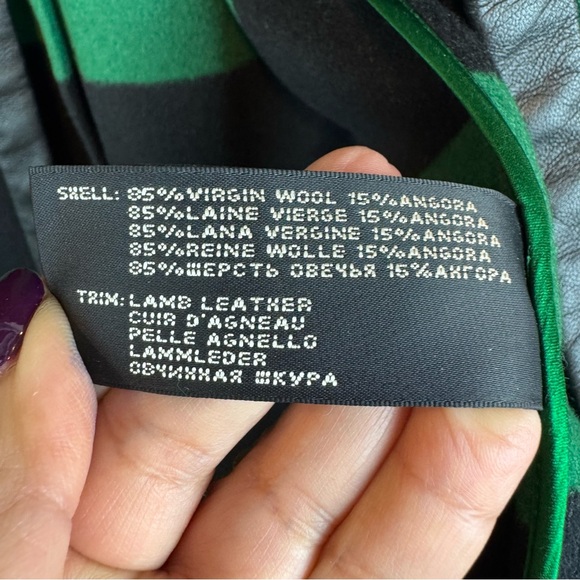 SHELL: 85%VIRGIN WOOL 15%ANGORA
85%LAINE VIERGE 15%ANGORA
85%LANA VERGINE 15%ANGORA
85%REINE WOLLE 15%ANGORA
85%ШЕРСТЬ ОВЕЧЬЯ 15%АНГОРА
TRIM: LAMB LEATHER
CUIR D'AGNEAU
PELLE AGNELLO
LAMMLEDER
ОВЧИННАЯ ШКУРА